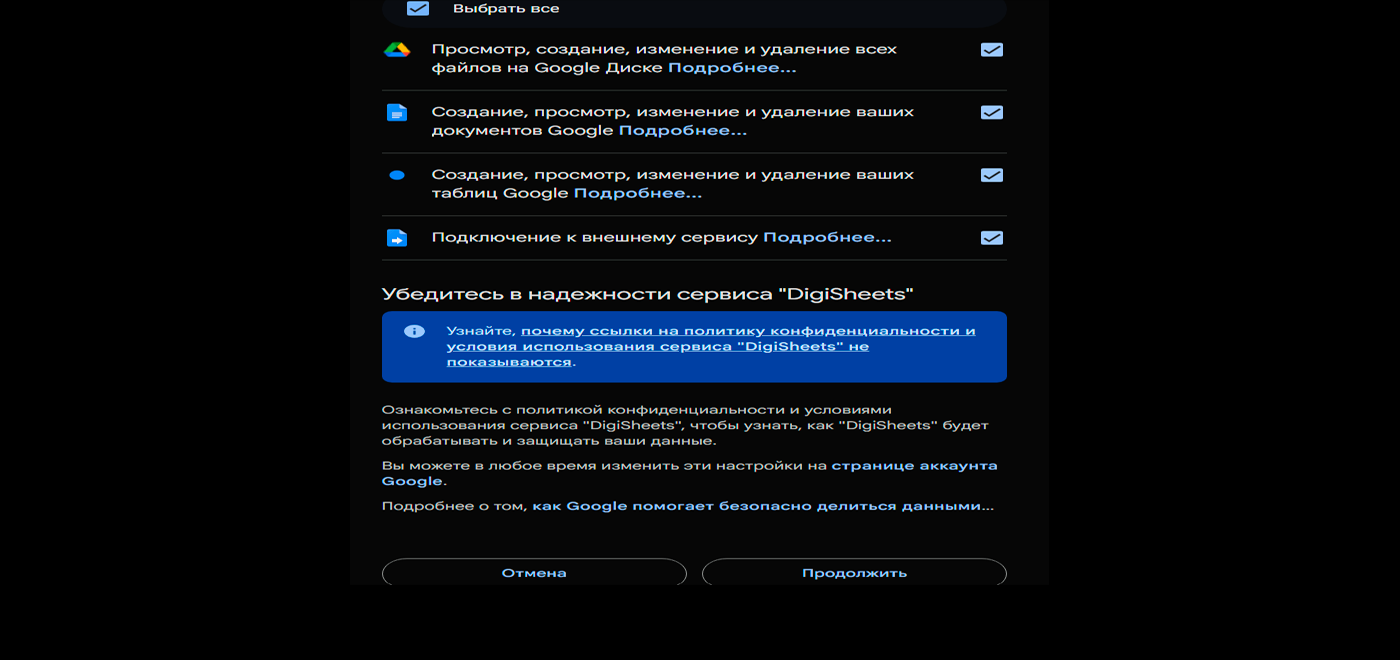 Выбрать все
Просмотр, создание, изменение и удаление всех
файлов на Google Диске Подробнее...
Создание, просмотр, изменение и удаление ваших
документов Google Подробнее...
Создание, просмотр, изменение и удаление ваших
таблиц Google Подробнее...
Подключение к внешнему сервису Подробнее...
Убедитесь в надежности сервиса "DigiSheets"
Узнайте, почему ссылки на политику конфиденциальности и
условия использования сервиса "DigiSheets" не
показываются.
Ознакомьтесь с политикой конфиденциальности и условиями
использования сервиса "DigiSheets", чтобы узнать, как "DigiSheets" будет
обрабатывать и защищать ваши данные.
Вы можете в любое время изменить эти настройки на странице аккаунта
Google.
Подробнее о том, как Google помогает безопасно делиться данными...
Отмена
Продолжить